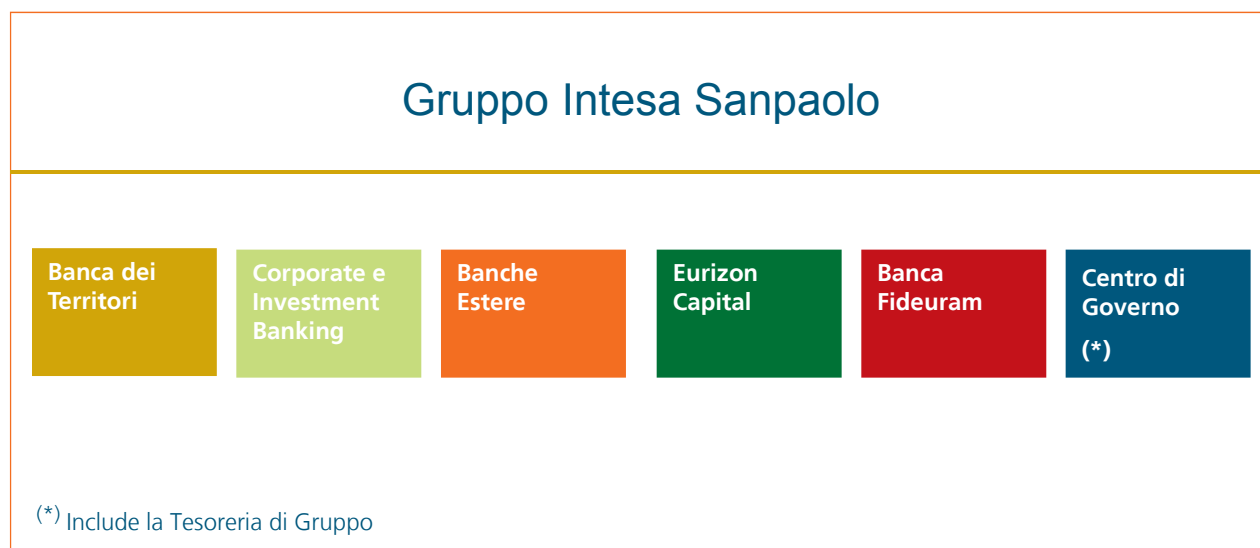 Gruppo Intesa Sanpaolo
Banca dei
Territori
Corporate e
Investment
Banking
Banche
Estere
Eurizon
Capital
Banca
Fideuram
Centro di
Governo
(*)
(*) Include la Tesoreria di Gruppo